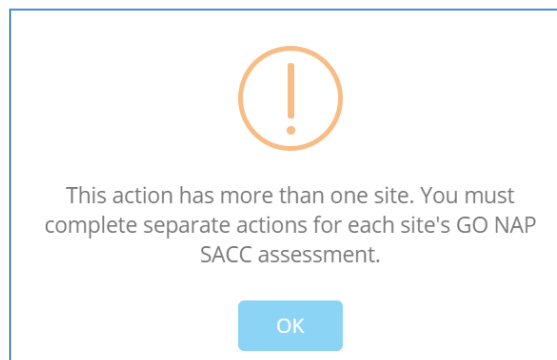 This action has more than one site. You must
complete separate actions for each site's GO NAP
SACC assessment.
OK